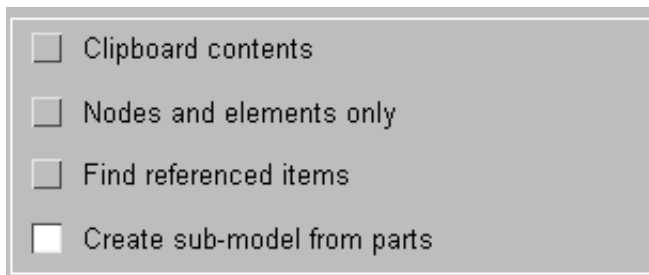 Clipboard contents
Nodes and elements only
Find referenced items
Create sub-model from parts